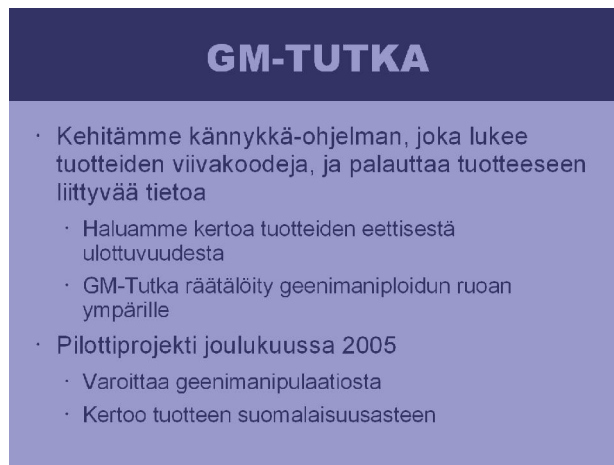 GM-TUTKA
· Kehitämme kännykkä-ohjelman, joka lukee
tuotteiden viivakoodeja, ja palauttaa tuotteeseen
liittyvää tietoa
· Haluamme kertoa tuotteiden eettisestä
ulottuvuudesta
· GM-Tutka räätälöity geenimaniploidun ruoan
ympärille
· Pilottiprojekti joulukuussa 2005
· Varoittaa geenimanipulaatiosta
· Kertoo tuotteen suomalaisuusasteen